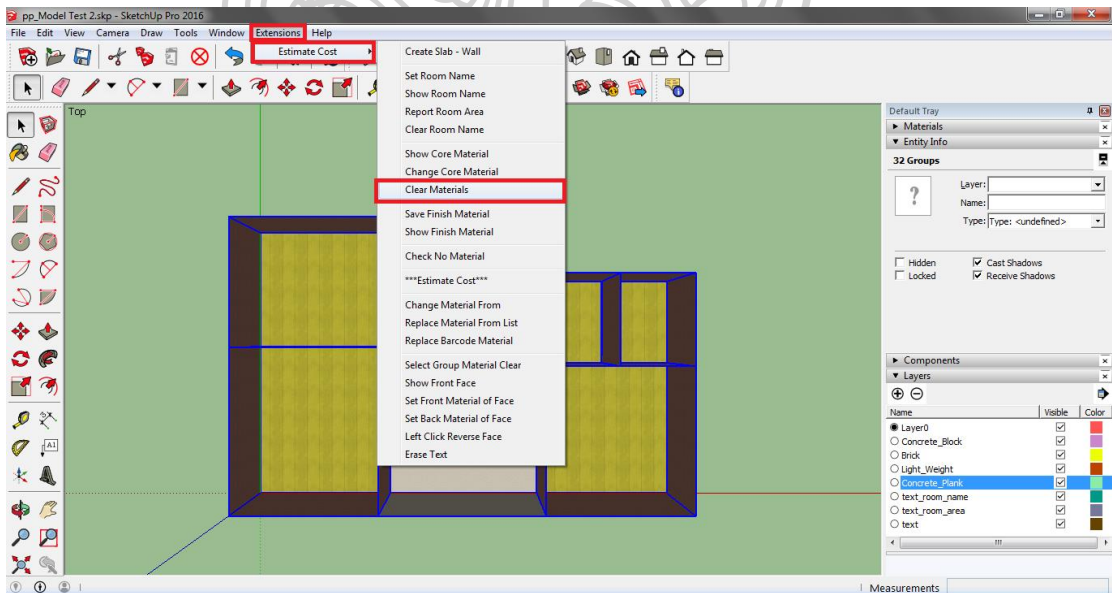 pp_Model Test 2.skp - SketchUp Pro 2016
File Edit View Camera Draw Tools Window Extensions Help
Estimate Cost
Create Slab - Wall
Set Room Name
Show Room Name
Report Room Area
Clear Room Name
Show Core Material
Change Core Material
Clear Materials
Save Finish Material
Show Finish Material
Check No Material
***Estimate Cost***
Change Material From
Replace Material From List
Replace Barcode Material
Select Group Material Clear
Show Front Face
Set Front Material of Face
Set Back Material of Face
Left Click Reverse Face
Erase Text
Top
A1
Default Tray
Materials
Entity Info
32 Groups
?
Layer:
Name:
Type: Type: <undefined>
Hidden Cast Shadows
Locked Receive Shadows
Components
Layers
Name Visible Color
Layer0
Concrete_Block
Brick
Light_Weight
Concrete_Plank
text_room_name
text_room_area
text
Measurements